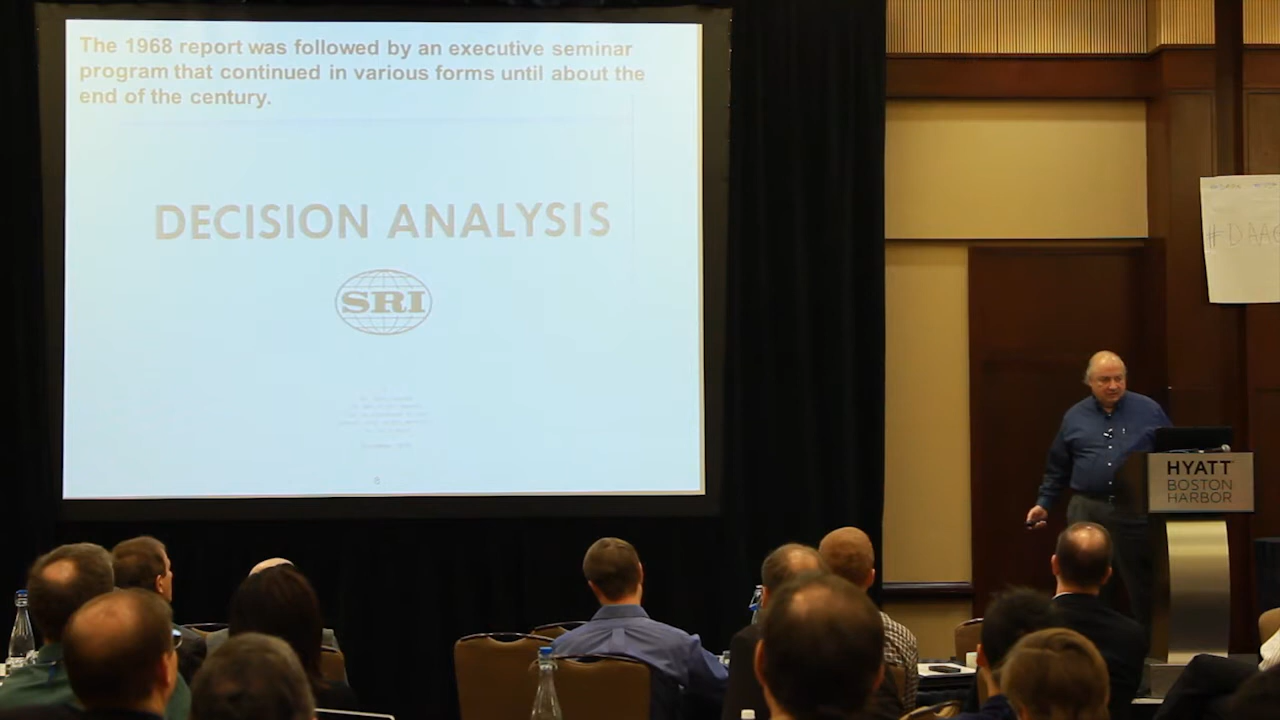 The 1968 report was followed by an executive seminar
program that continued in various forms until about the
end of the century.
DECISION ANALYSIS
SRI
HYATT
BOSTON
HARBOR